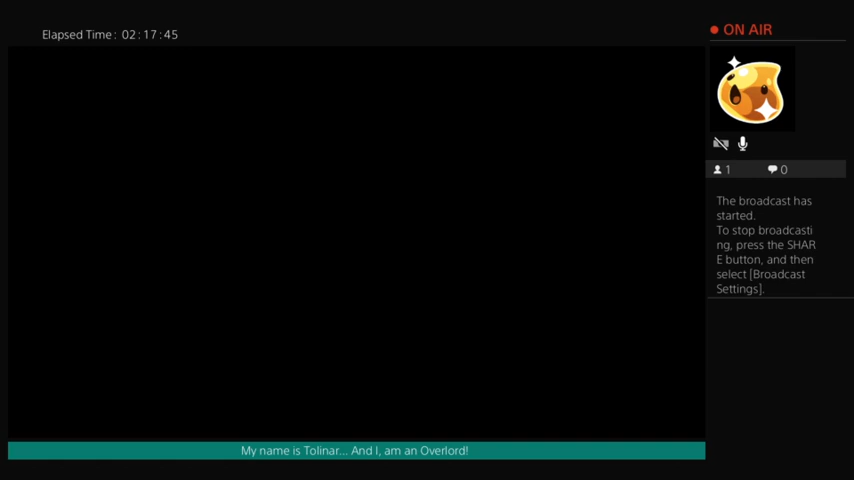 Elapsed Time: 02:17:45
ON AIR
1 0
The broadcast has
started.
To stop broadcasti
ng, press the SHAR
E button, and then
select [Broadcast
Settings].
My name is Tolinar... And I, am an Overlord!